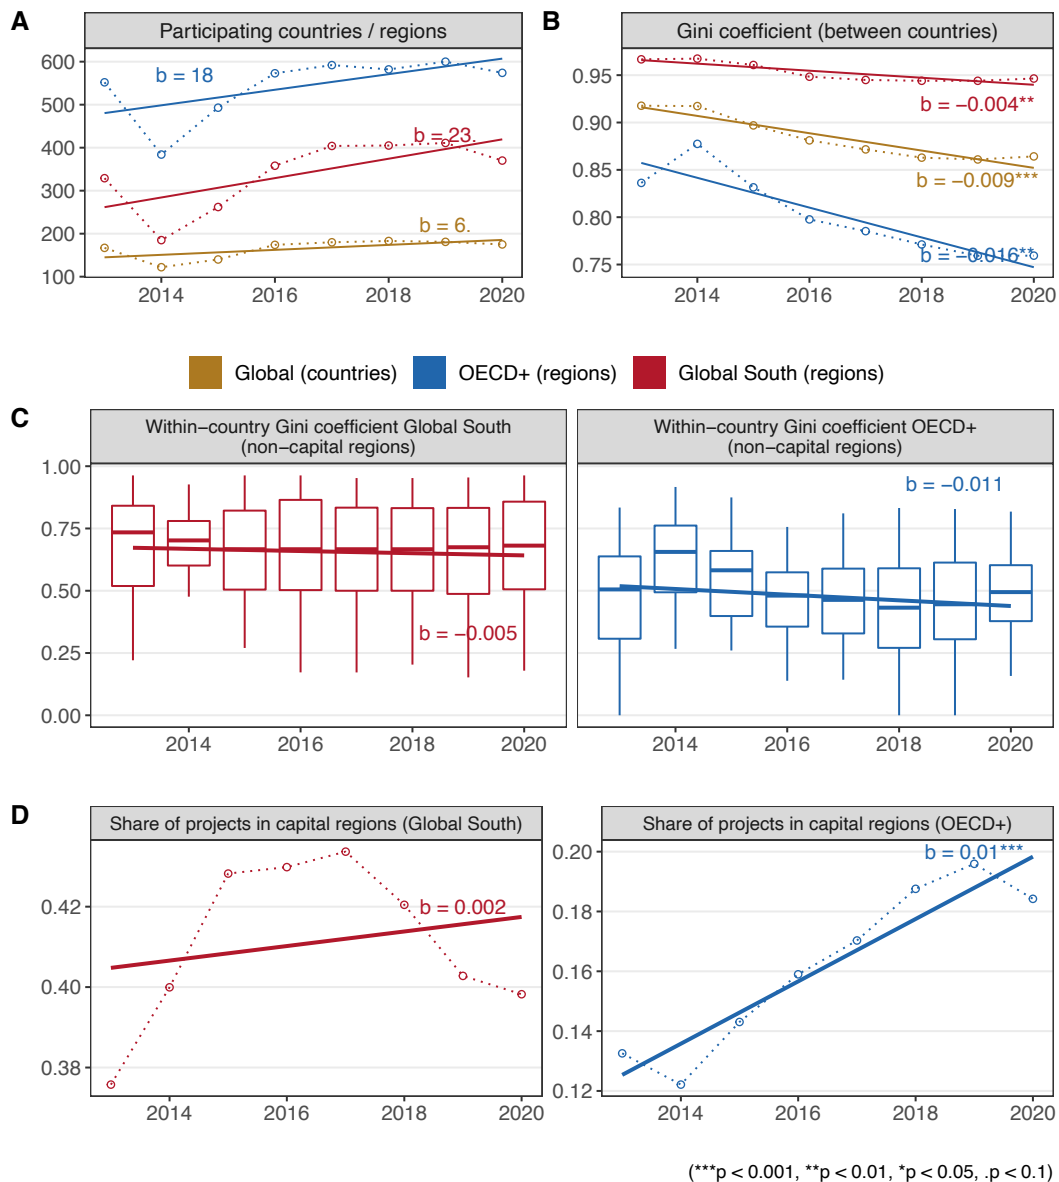 A
Participating countries / regions
600
500
400
300
200
100
b = 18
b = 23.
b = 6.
2014
2016
2018
2020
B
Gini coefficient (between countries)
0.95
0.90
0.85
0.80
0.75
b = −0.004**
b = −0.009***
b = −0.016**
2014
2016
2018
2020
Global (countries)
OECD+ (regions)
Global South (regions)
C
Within−country Gini coefficient Global South
(non−capital regions)
1.00
0.75
0.50
0.25
0.00
b = −0.005
2014
2016
2018
2020
Within−country Gini coefficient OECD+
(non−capital regions)
b = −0.011
2014
2016
2018
2020
D
Share of projects in capital regions (Global South)
0.42
0.40
0.38
b = 0.002
2014
2016
2018
2020
Share of projects in capital regions (OECD+)
0.20
0.18
0.16
0.14
0.12
b = 0.01***
2014
2016
2018
2020
(***p < 0.001, **p < 0.01, *p < 0.05, .p < 0.1)